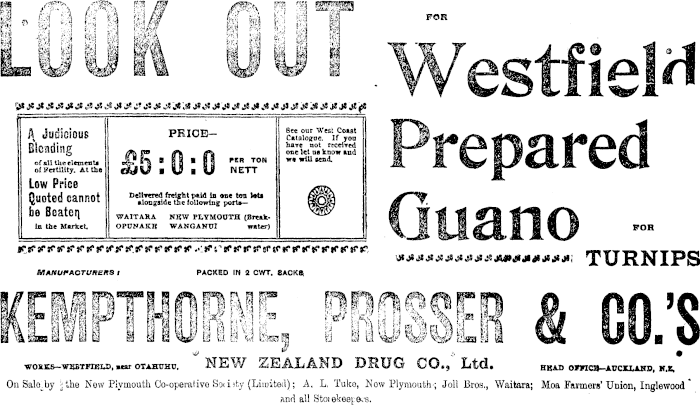 LOOK OUT
FOR
Westfield
Prepared
Guano
FOR
TURNIPS
A Judicious
Blending
of all the elements
of Fertility. At the
Low Price
Quoted cannot
be Beaten
in the Market.
PRICE—
£5:0:0 PER TON
NETT
Delivered freight paid in one ton lots
alongside the following ports—
WAITARA NEW PLYMOUTH (Break-
OPUNAKE WANGANUI water)
See our West Coast
Catalogue. If you
have not received
one let us know and
we will send.
MANUFACTURERS: PACKED IN 2 CWT. SACKS.
KEMPTHORNE, PROSSER & CO.'S
WORKS—WESTFIELD, near OTAHUHU. NEW ZEALAND DRUG CO., Ltd. HEAD OFFICE—AUCKLAND, N.Z.
On Sale by the New Plymouth Co-operative Society (Limited); A. L. Tuke, New Plymouth; Joll Bros., Waitara; Moa Farmers' Union, Inglewood
and all Storekeepers.